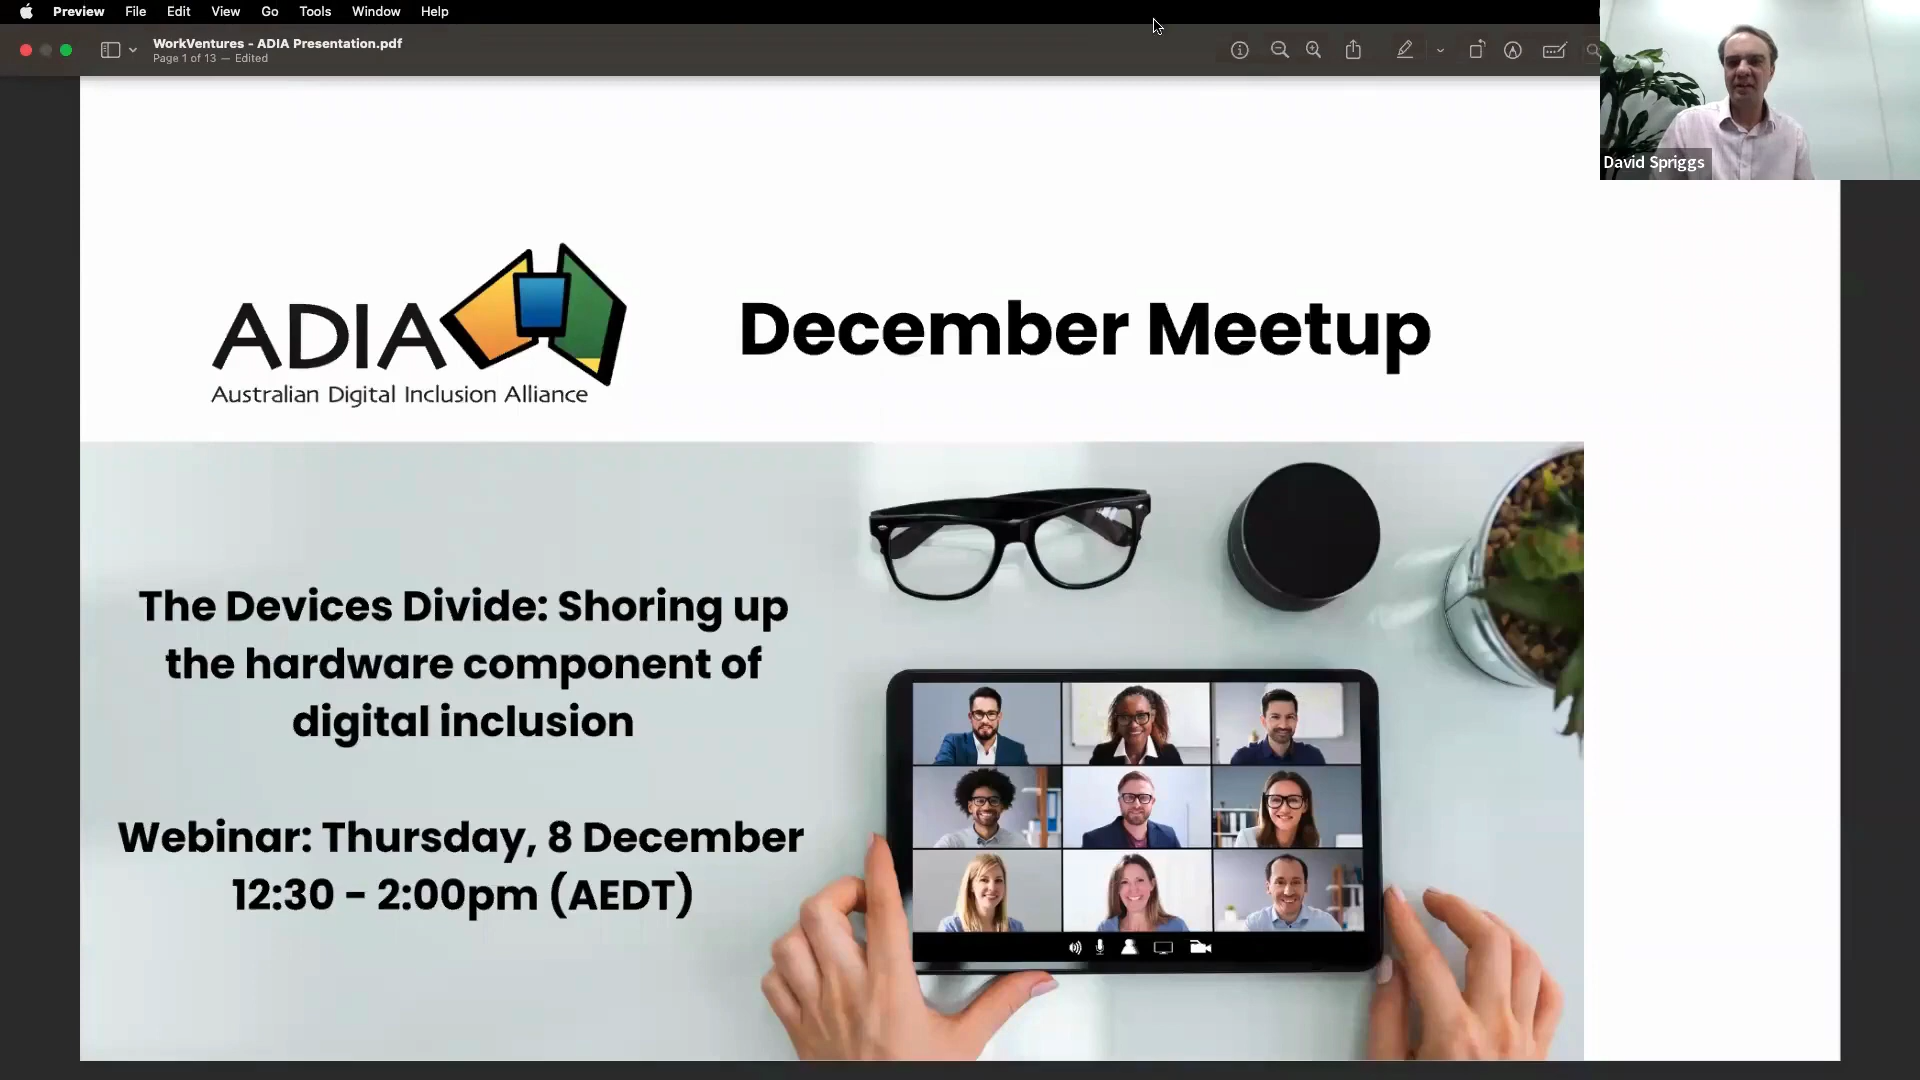 Preview File Edit View Go Tools Window Help
WorkVentures - ADIA Presentation.pdf
Page 1 of 13 — Edited
David Spriggs
ADIA
Australian Digital Inclusion Alliance
December Meetup
The Devices Divide: Shoring up
the hardware component of
digital inclusion
Webinar: Thursday, 8 December
12:30 - 2:00pm (AEDT)